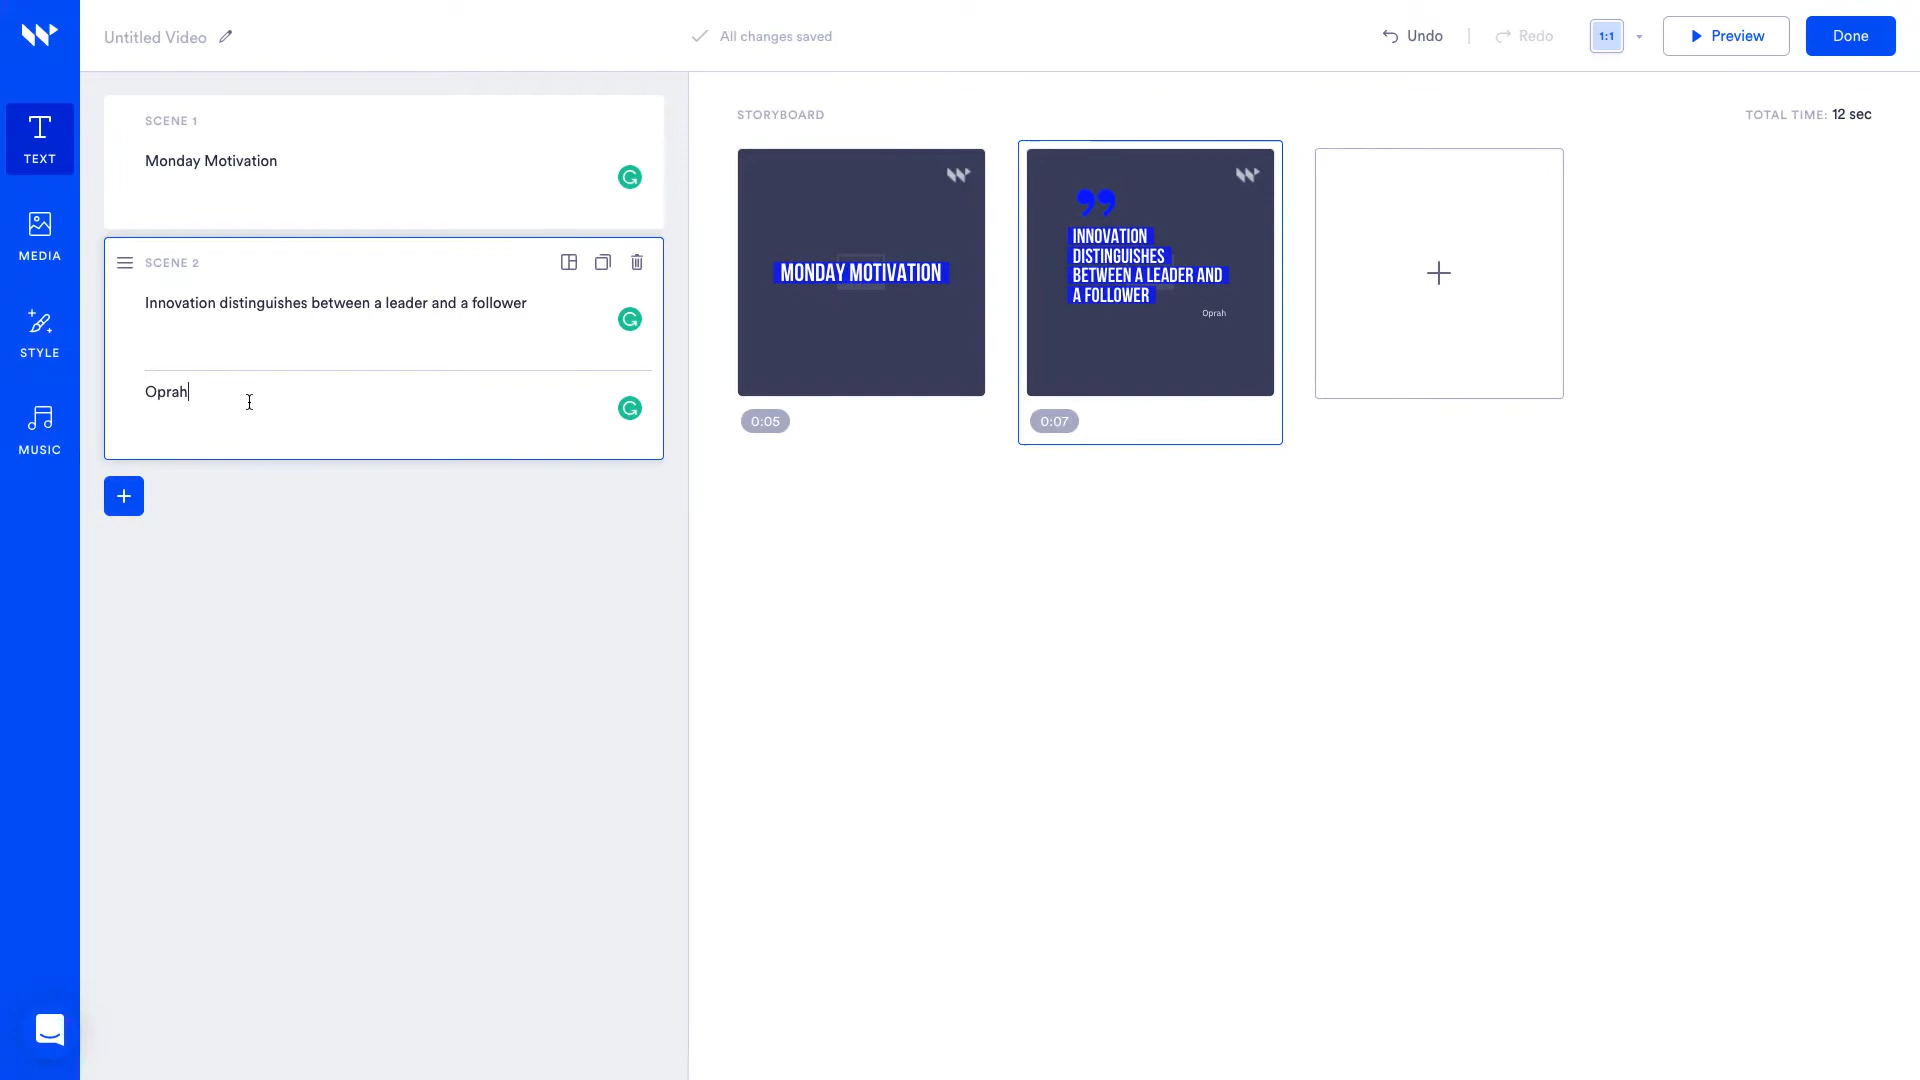 Untitled Video
All changes saved
Undo
Redo
1:1
Preview
Done
TEXT
MEDIA
STYLE
MUSIC
SCENE 1
Monday Motivation
SCENE 2
Innovation distinguishes between a leader and a follower
Oprah
STORYBOARD
TOTAL TIME: 12 sec
MONDAY MOTIVATION
0:05
INNOVATION
DISTINGUISHES
BETWEEN A LEADER AND
A FOLLOWER
Oprah
0:07